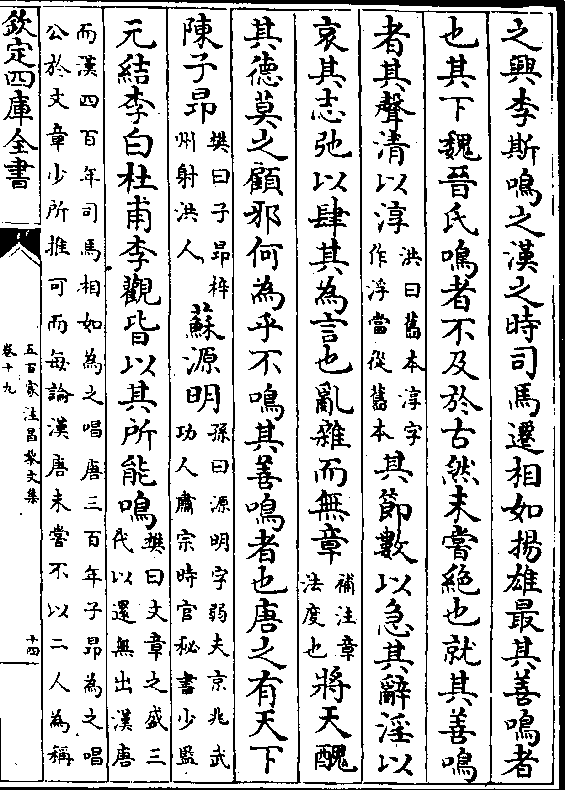 之興李斯鳴之漢之時司馬遷相如揚雄最其善鳴者
也其下魏晉氏鳴者不及於古然未嘗絕也就其善鳴
者其聲清以淳洪曰舊本淳字作浮當從舊本其節數以急其辭淫以
哀其志弛以肆其為言也亂雜而無章補注章法度也將天醜
其德莫之顧邪何為乎不鳴其善鳴者也唐之有天下
陳子昂樊曰子昂梓州射洪人蘇源明孫曰源明字弱夫京兆武功人肅宗時官秘書少監
元結李白杜甫李觀皆以其所能鳴樊曰文章之盛三代以還無出漢唐
而漢四百年司馬相如為之唱唐三百年子昂為之唱
公於文章少所推可而每論漢唐未嘗不以二人為稱
欽定四庫全書
五百家注昌黎文集
卷十九
十四